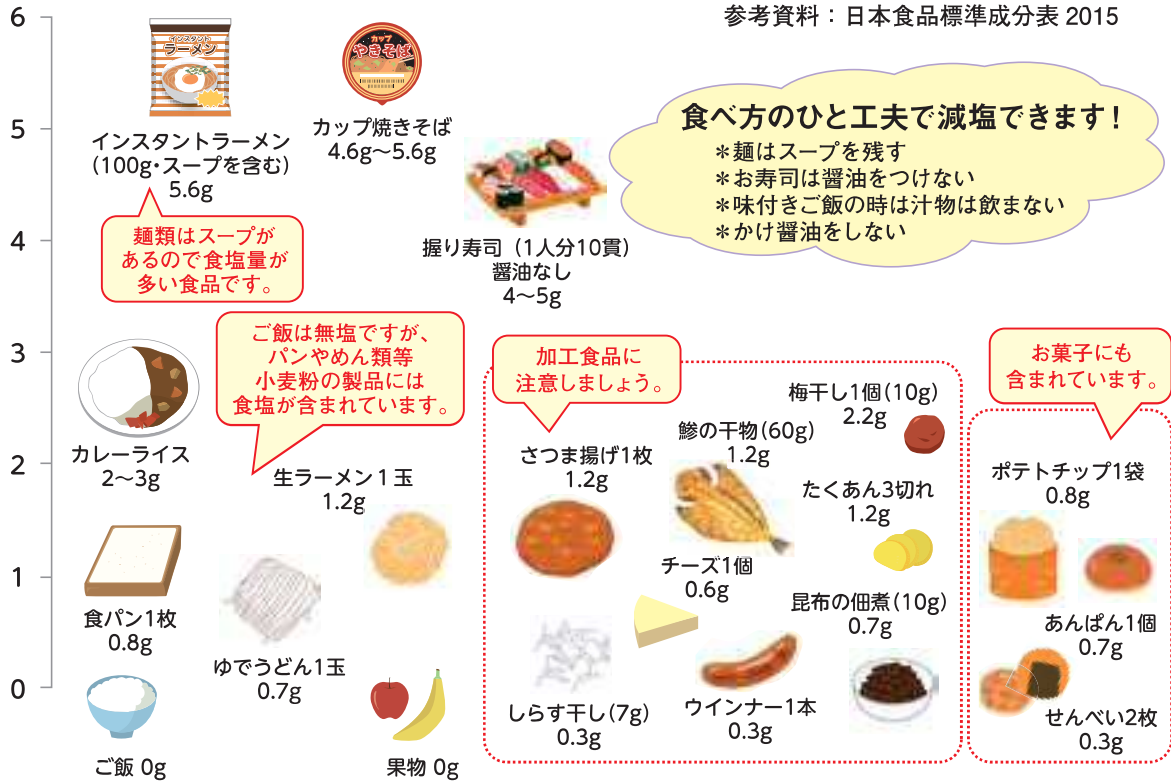 参考資料：日本食品標準成分表 2015
6
5
4
3
2
1
0
インスタント
ラーメン
インスタントラーメン
(100g・スープを含む)
5.6g
カップ
やきそば
カップ焼きそば
4.6g〜5.6g
握り寿司（1人分10貫）
醤油なし
4〜5g
食べ方のひと工夫で減塩できます！
＊麺はスープを残す
＊お寿司は醤油をつけない
＊味付きご飯の時は汁物は飲まない
＊かけ醤油をしない
麺類はスープが
あるので食塩量が
多い食品です。
カレーライス
2〜3g
ご飯は無塩ですが、
パンやめん類等
小麦粉の製品には
食塩が含まれています。
生ラーメン１玉
1.2g
食パン1枚
0.8g
ゆでうどん1玉
0.7g
ご飯 0g
果物 0g
加工食品に
注意しましょう。
さつま揚げ1枚
1.2g
鯵の干物(60g)
1.2g
梅干し1個(10g)
2.2g
たくあん3切れ
1.2g
チーズ1個
0.6g
昆布の佃煮(10g)
0.7g
しらす干し(7g)
0.3g
ウインナー1本
0.3g
お菓子にも
含まれています。
ポテトチップ1袋
0.8g
あんぱん1個
0.7g
せんべい2枚
0.3g